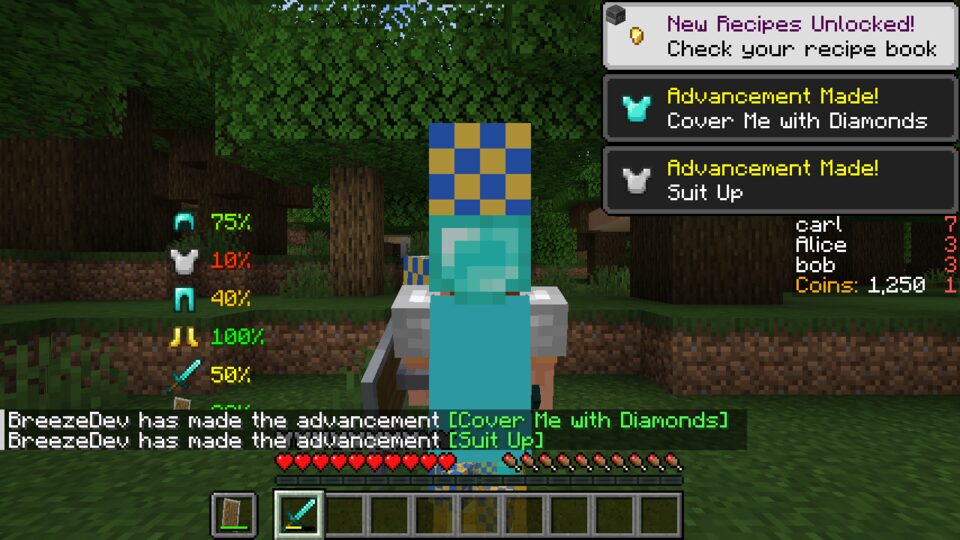 New Recipes Unlocked!
Check your recipe book
Advancement Made!
Cover Me with Diamonds
Advancement Made!
Suit Up
75%
10%
40%
100%
50%
carl 7
Alice 3
bob 3
Coins: 1,250 1
BreezeDev has made the advancement [Cover Me with Diamonds]
BreezeDev has made the advancement [Suit Up]